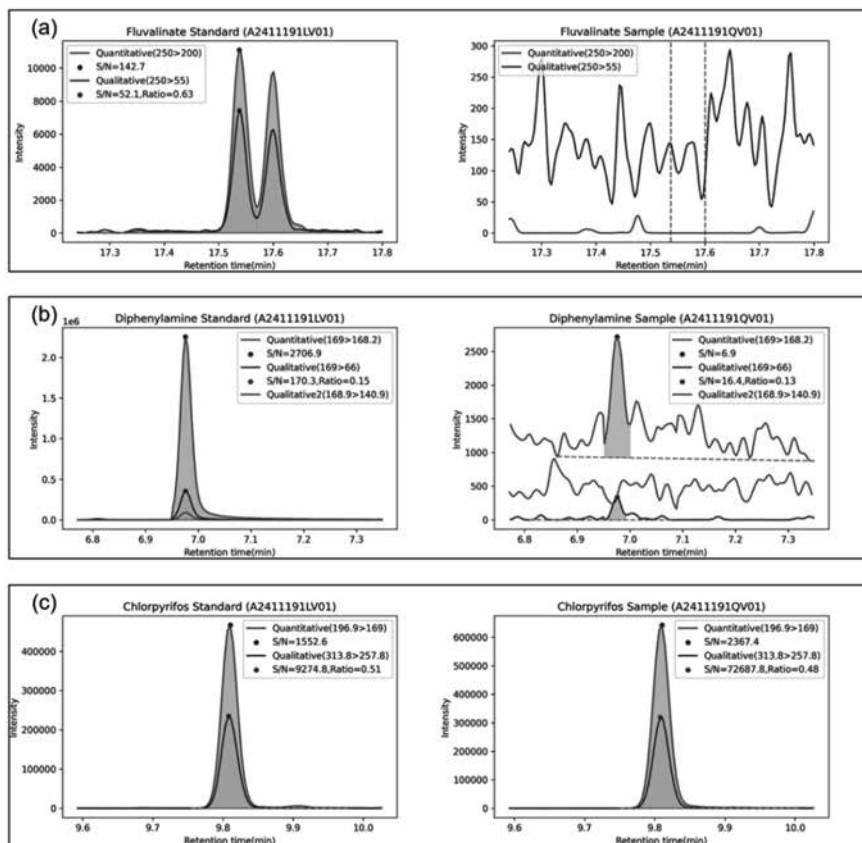 (a)
Fluvalinate Standard (A2411191LV01)
Quantitative(250>200)
S/N=142.7
Qualitative(250>55)
S/N=52.1,Ratio=0.63
10000
8000
6000
4000
2000
0
Intensity
17.3 17.4 17.5 17.6 17.7 17.8
Retention time(min)
Fluvalinate Sample (A2411191QV01)
Quantitative(250>200)
Qualitative(250>55)
300
250
200
150
100
50
0
Intensity
17.3 17.4 17.5 17.6 17.7 17.8
Retention time(min)
(b)
1e6
Diphenylamine Standard (A2411191LV01)
Quantitative(169>168.2)
S/N=2706.9
Qualitative(169>66)
S/N=170.3,Ratio=0.15
Qualitative2(168.9>140.9)
2.0
1.5
1.0
0.5
0.0
Intensity
6.8 6.9 7.0 7.1 7.2 7.3
Retention time(min)
Diphenylamine Sample (A2411191QV01)
Quantitative(169>168.2)
S/N=6.9
Qualitative(169>66)
S/N=16.4,Ratio=0.13
Qualitative2(168.9>140.9)
2500
2000
1500
1000
500
0
Intensity
6.8 6.9 7.0 7.1 7.2 7.3
Retention time(min)
(c)
Chlorpyrifos Standard (A2411191LV01)
Quantitative(196.9>169)
S/N=1552.6
Qualitative(313.8>257.8)
S/N=9274.8,Ratio=0.51
400000
300000
200000
100000
0
Intensity
9.6 9.7 9.8 9.9 10.0
Retention time(min)
Chlorpyrifos Sample (A2411191QV01)
Quantitative(196.9>169)
S/N=2367.4
Qualitative(313.8>257.8)
S/N=72687.8,Ratio=0.48
600000
500000
400000
300000
200000
100000
0
Intensity
9.6 9.7 9.8 9.9 10.0
Retention time(min)